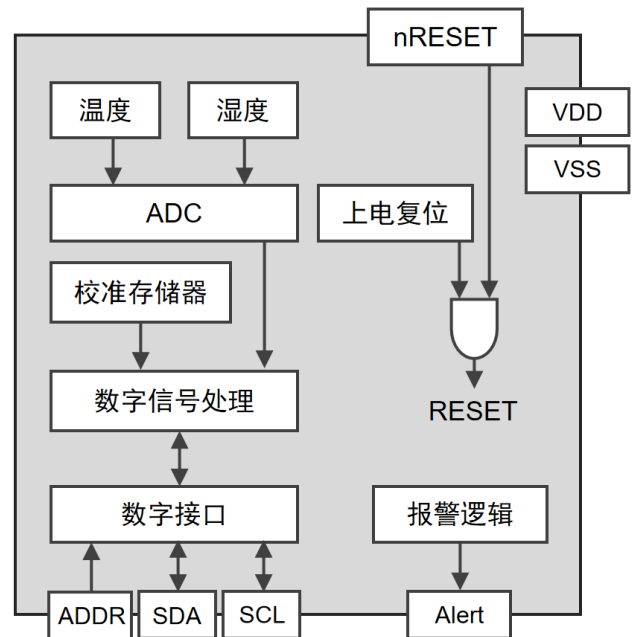 nRESET
温度
湿度
VDD
VSS
ADC
上电复位
校准存储器
数字信号处理
RESET
数字接口
报警逻辑
ADDR
SDA
SCL
Alert